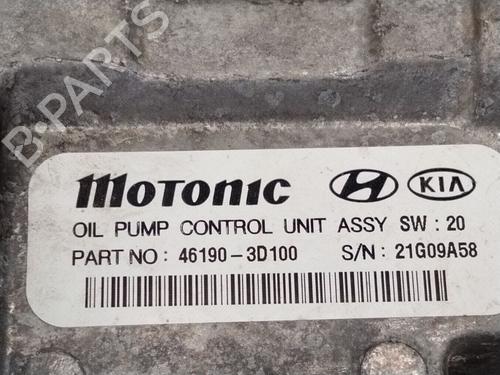 B-PARTS
MOTONIC KIA
OIL PUMP CONTROL UNIT ASSY SW : 20
PART NO : 46190-3D100 S/N : 21G09A58